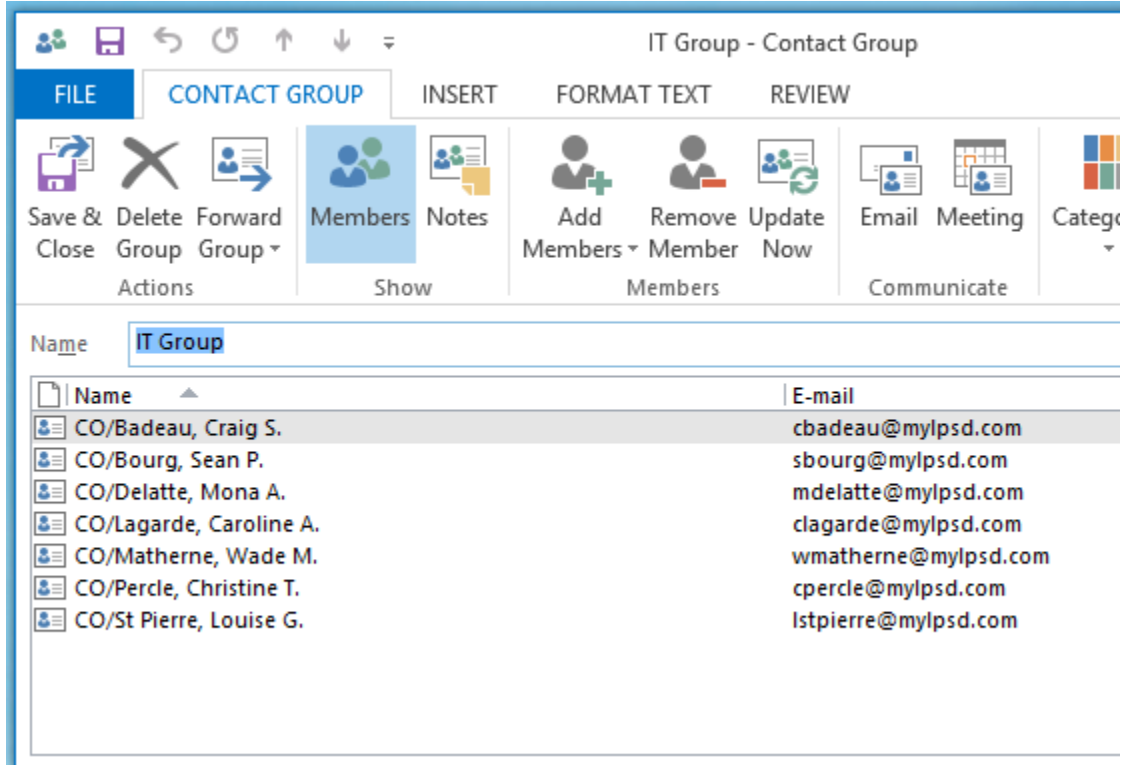 IT Group - Contact Group
FILE CONTACT GROUP INSERT FORMAT TEXT REVIEW
Save & Delete Forward Members Notes Add Remove Update Email Meeting
Close Group Group Members Member Now
Actions Show Members Communicate
Name IT Group
Name E-mail
CO/Badeau, Craig S. cbadeau@mylpsd.com
CO/Bourg, Sean P. sbourg@mylpsd.com
CO/Delatte, Mona A. mdelatte@mylpsd.com
CO/Lagarde, Caroline A. clagarde@mylpsd.com
CO/Matherne, Wade M. wmatherne@mylpsd.com
CO/Percle, Christine T. cpercle@mylpsd.com
CO/St Pierre, Louise G. lstpierre@mylpsd.com